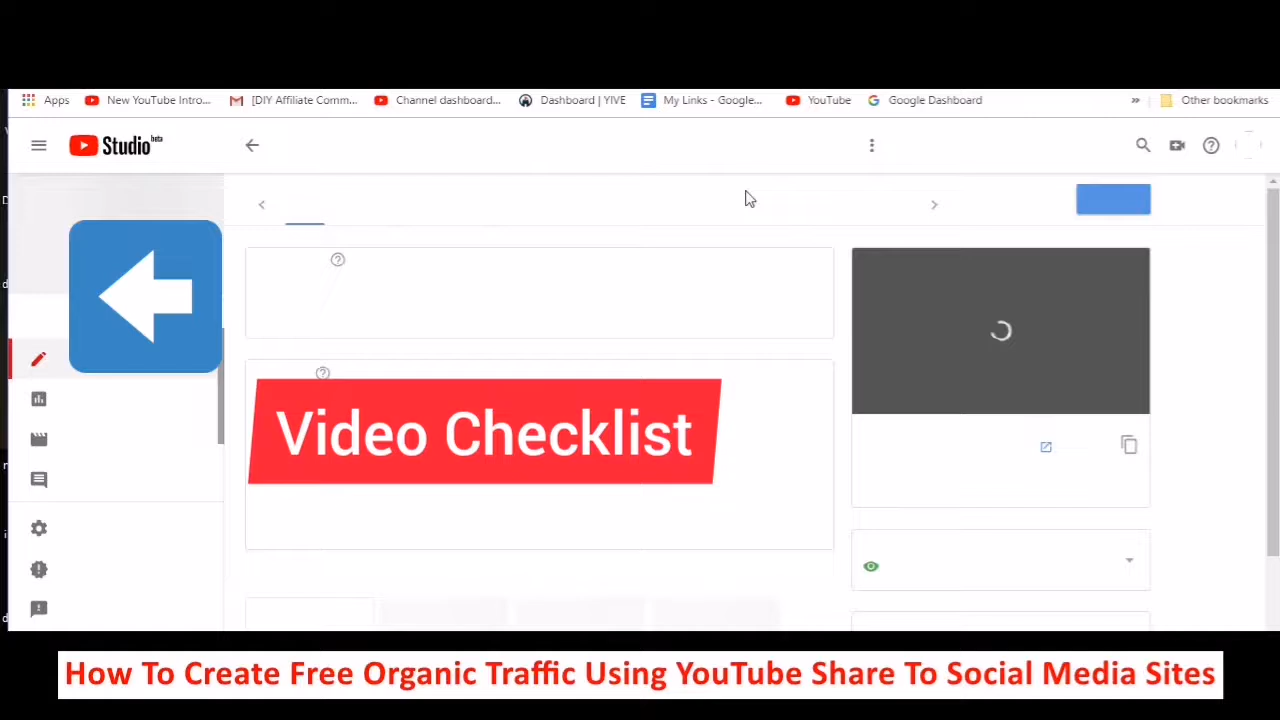 Apps New YouTube Intro... [DIY Affiliate Comm... Channel dashboard... Dashboard | YIVE My Links - Google... YouTube Google Dashboard » Other bookmarks
Studio beta
Video Checklist
How To Create Free Organic Traffic Using YouTube Share To Social Media Sites